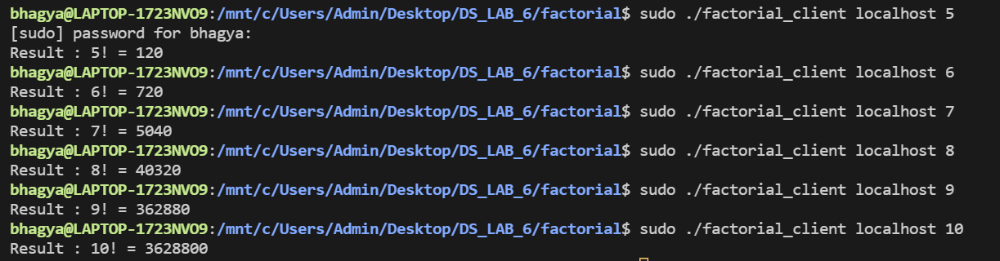 bhagya@LAPTOP-1723NVO9:/mnt/c/Users/Admin/Desktop/DS_LAB_6/factorial$ sudo ./factorial_client localhost 5
[sudo] password for bhagya:
Result : 5! = 120
bhagya@LAPTOP-1723NVO9:/mnt/c/Users/Admin/Desktop/DS_LAB_6/factorial$ sudo ./factorial_client localhost 6
Result : 6! = 720
bhagya@LAPTOP-1723NVO9:/mnt/c/Users/Admin/Desktop/DS_LAB_6/factorial$ sudo ./factorial_client localhost 7
Result : 7! = 5040
bhagya@LAPTOP-1723NVO9:/mnt/c/Users/Admin/Desktop/DS_LAB_6/factorial$ sudo ./factorial_client localhost 8
Result : 8! = 40320
bhagya@LAPTOP-1723NVO9:/mnt/c/Users/Admin/Desktop/DS_LAB_6/factorial$ sudo ./factorial_client localhost 9
Result : 9! = 362880
bhagya@LAPTOP-1723NVO9:/mnt/c/Users/Admin/Desktop/DS_LAB_6/factorial$ sudo ./factorial_client localhost 10
Result : 10! = 3628800